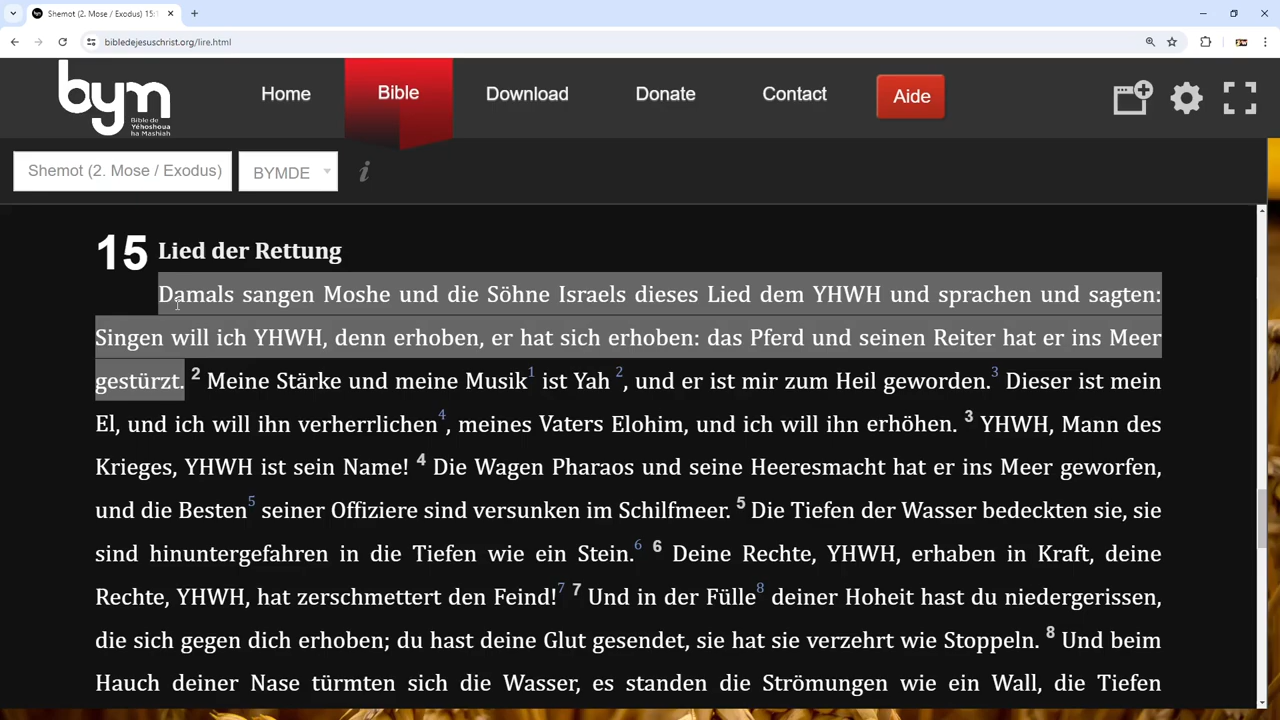 Shemot (2. Mose / Exodus) 15:1
bibledejesuschrist.org/lire.html
bym
Bible de
Yéhoshoua
ha Mashiah
Home
Bible
Download
Donate
Contact
Aide
Shemot (2. Mose / Exodus)
BYMDE
i
15 Lied der Rettung
Damals sangen Moshe und die Söhne Israels dieses Lied dem YHWH und sprachen und sagten:
Singen will ich YHWH, denn erhoben, er hat sich erhoben: das Pferd und seinen Reiter hat er ins Meer
gestürzt. 2 Meine Stärke und meine Musik1 ist Yah 2, und er ist mir zum Heil geworden.3 Dieser ist mein
El, und ich will ihn verherrlichen4, meines Vaters Elohim, und ich will ihn erhöhen. 3 YHWH, Mann des
Krieges, YHWH ist sein Name! 4 Die Wagen Pharaos und seine Heeresmacht hat er ins Meer geworfen,
und die Besten5 seiner Offiziere sind versunken im Schilfmeer. 5 Die Tiefen der Wasser bedeckten sie, sie
sind hinuntergefahren in die Tiefen wie ein Stein.6 6 Deine Rechte, YHWH, erhaben in Kraft, deine
Rechte, YHWH, hat zerschmettert den Feind!7 7 Und in der Fülle8 deiner Hoheit hast du niedergerissen,
die sich gegen dich erhoben; du hast deine Glut gesendet, sie hat sie verzehrt wie Stoppeln. 8 Und beim
Hauch deiner Nase türmten sich die Wasser, es standen die Strömungen wie ein Wall, die Tiefen